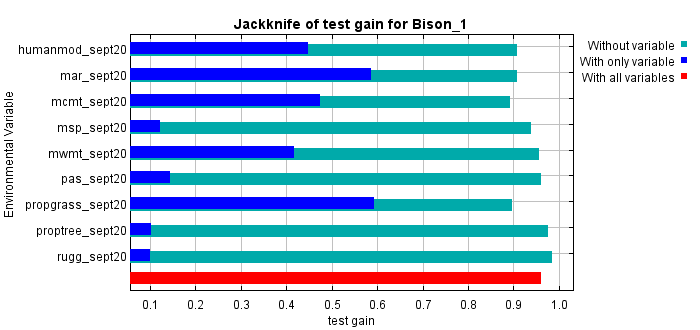 Jackknife of test gain for Bison_1
Environmental Variable
humanmod_sept20
mar_sept20
mcmt_sept20
msp_sept20
mwmt_sept20
pas_sept20
propgrass_sept20
proptree_sept20
rugg_sept20
0.1 0.2 0.3 0.4 0.5 0.6 0.7 0.8 0.9 1.0
test gain
Without variable
With only variable
With all variables